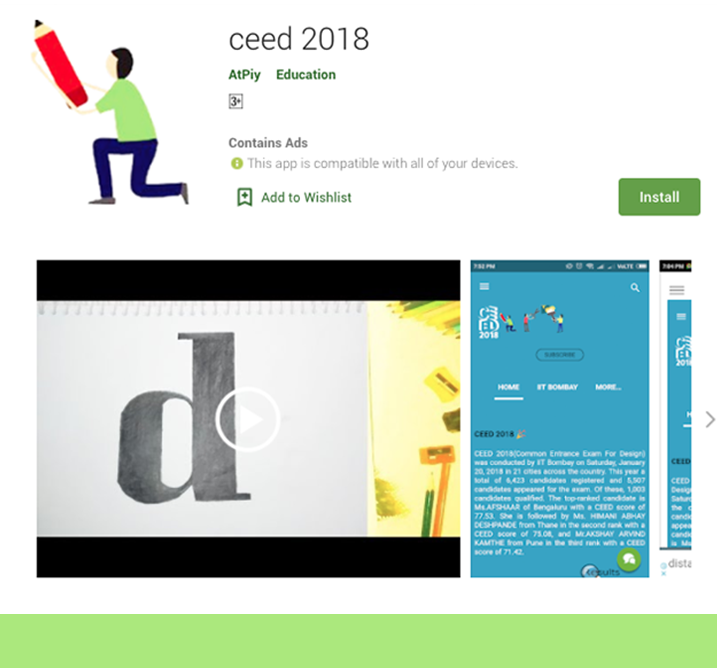 ceed 2018
AtPiy Education
3+
Contains Ads
This app is compatible with all of your devices.
Add to Wishlist
Install
d
7:52 PM VoLTE
CEED
2018
SUBSCRIBE
HOME IIT BOMBAY MORE...
CEED 2018
CEED 2018(Common Entrance Exam For Design)
was conducted by IIT Bombay on Saturday, January
20, 2018 in 21 cities across the country. This year a
total of 6,423 candidates registered and 5,507
candidates appeared for the exam. Of these, 1,003
candidates qualified. The top-ranked candidate is
Ms.AFSHAAR of Bengaluru with a CEED score of
77.53. She is followed by Ms. HIMANI ABHAY
DESHPANDE from Thane in the second rank with a
CEED score of 73.08, and Mr.AKSHAY ARVIND
KAMTHE from Pune in the third rank with a CEED
score of 71.42.
results
7:04 PM
2018
H
CEED
CEED
Design
Satur
the c
candi
appea
cand
is Ms
dista